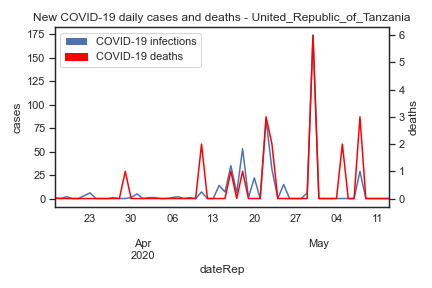 New COVID-19 daily cases and deaths - United_Republic_of_Tanzania
COVID-19 infections
COVID-19 deaths
cases
175
150
125
100
75
50
25
0
deaths
6
5
4
3
2
1
0
23 30 06 13 20 27 04 11
Apr May
2020
dateRep